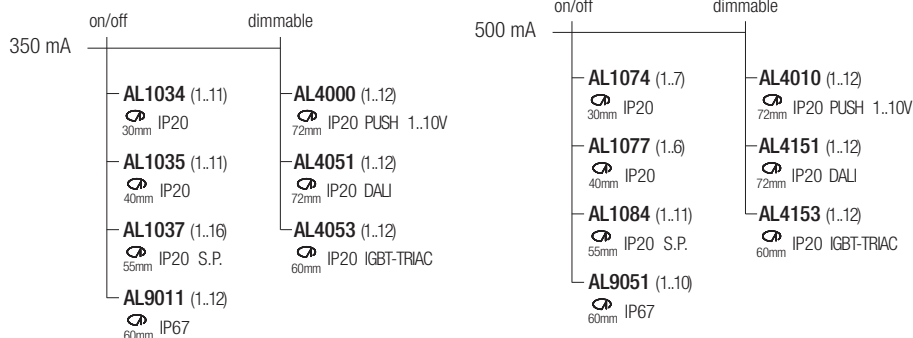 on/off dimmable
350 mA
AL1034 (1..11)
30mm IP20
AL1035 (1..11)
40mm IP20
AL1037 (1..16)
55mm IP20 S.P.
AL9011 (1..12)
60mm IP67
AL4000 (1..12)
72mm IP20 PUSH 1..10V
AL4051 (1..12)
72mm IP20 DALI
AL4053 (1..12)
60mm IP20 IGBT-TRIAC
on/off dimmable
500 mA
AL1074 (1..7)
30mm IP20
AL1077 (1..6)
40mm IP20
AL1084 (1..11)
55mm IP20 S.P.
AL9051 (1..10)
60mm IP67
AL4010 (1..12)
72mm IP20 PUSH 1..10V
AL4151 (1..12)
72mm IP20 DALI
AL4153 (1..12)
60mm IP20 IGBT-TRIAC